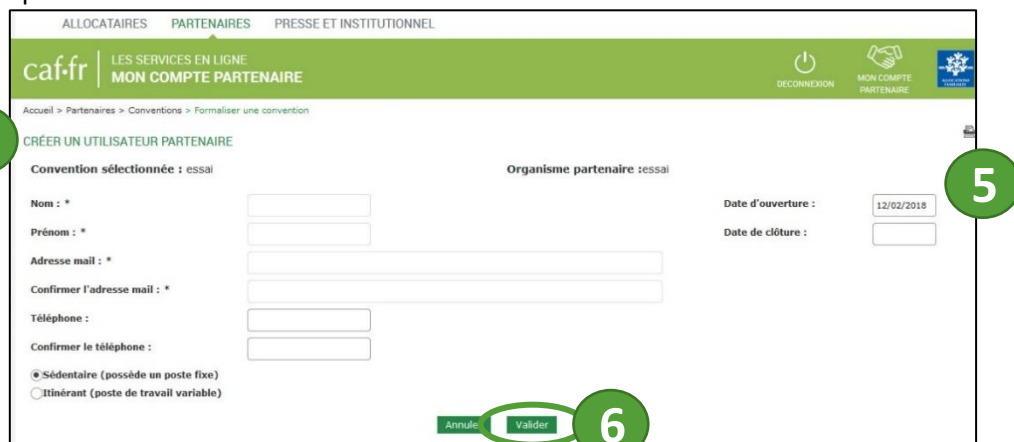 ALLOCATAIRES PARTENAIRES PRESSE ET INSTITUTIONNEL
caf.fr LES SERVICES EN LIGNE
MON COMPTE PARTENAIRE
DECONNEXION
MON COMPTE
PARTENAIRE
Accueil > Partenaires > Conventions > Formaliser une convention
CRÉER UN UTILISATEUR PARTENAIRE
Convention sélectionnée : essai Organisme partenaire :essai
5
Nom : * Date d'ouverture : 12/02/2018
Prénom : * Date de clôture :
Adresse mail : *
Confirmer l'adresse mail : *
Téléphone :
Confirmer le téléphone :
Sédentaire (possède un poste fixe)
Itinérant (poste de travail variable)
Annule Valider 6